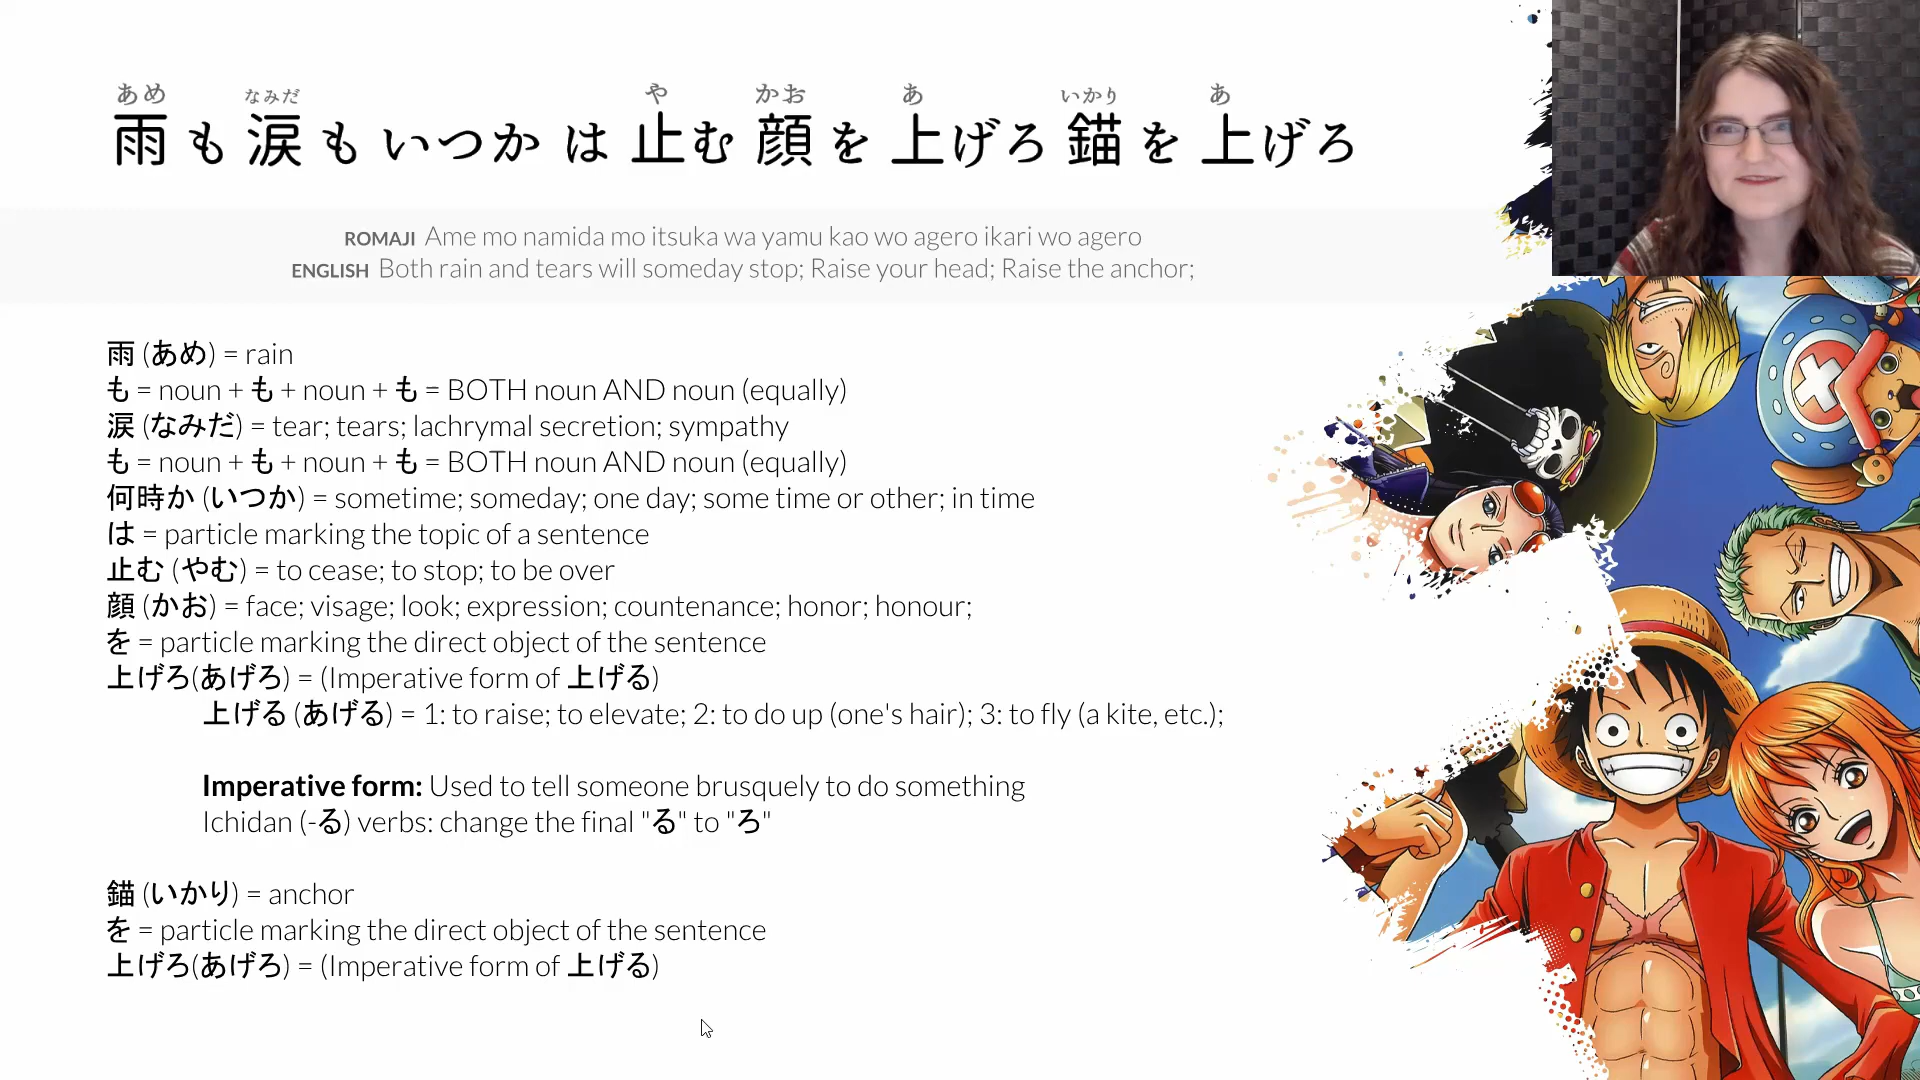 あめ なみだ や かお あ いかり あ
雨 も 涙 も いつか は 止む 顔 を 上げろ 錨 を 上げろ
ROMAJI Ame mo namida mo itsuka wa yamu kao wo agero ikari wo agero
ENGLISH Both rain and tears will someday stop; Raise your head; Raise the anchor;
雨 (あめ) = rain
も = noun + も + noun + も = BOTH noun AND noun (equally)
涙 (なみだ) = tear; tears; lachrymal secretion; sympathy
も = noun + も + noun + も = BOTH noun AND noun (equally)
何時か (いつか) = sometime; someday; one day; some time or other; in time
は = particle marking the topic of a sentence
止む (やむ) = to cease; to stop; to be over
顔 (かお) = face; visage; look; expression; countenance; honor; honour;
を = particle marking the direct object of the sentence
上げろ(あげろ) = (Imperative form of 上げる)
上げる (あげる) = 1: to raise; to elevate; 2: to do up (one's hair); 3: to fly (a kite, etc.);
Imperative form: Used to tell someone brusquely to do something
Ichidan (-る) verbs: change the final "る" to "ろ"
錨 (いかり) = anchor
を = particle marking the direct object of the sentence
上げろ(あげろ) = (Imperative form of 上げる)